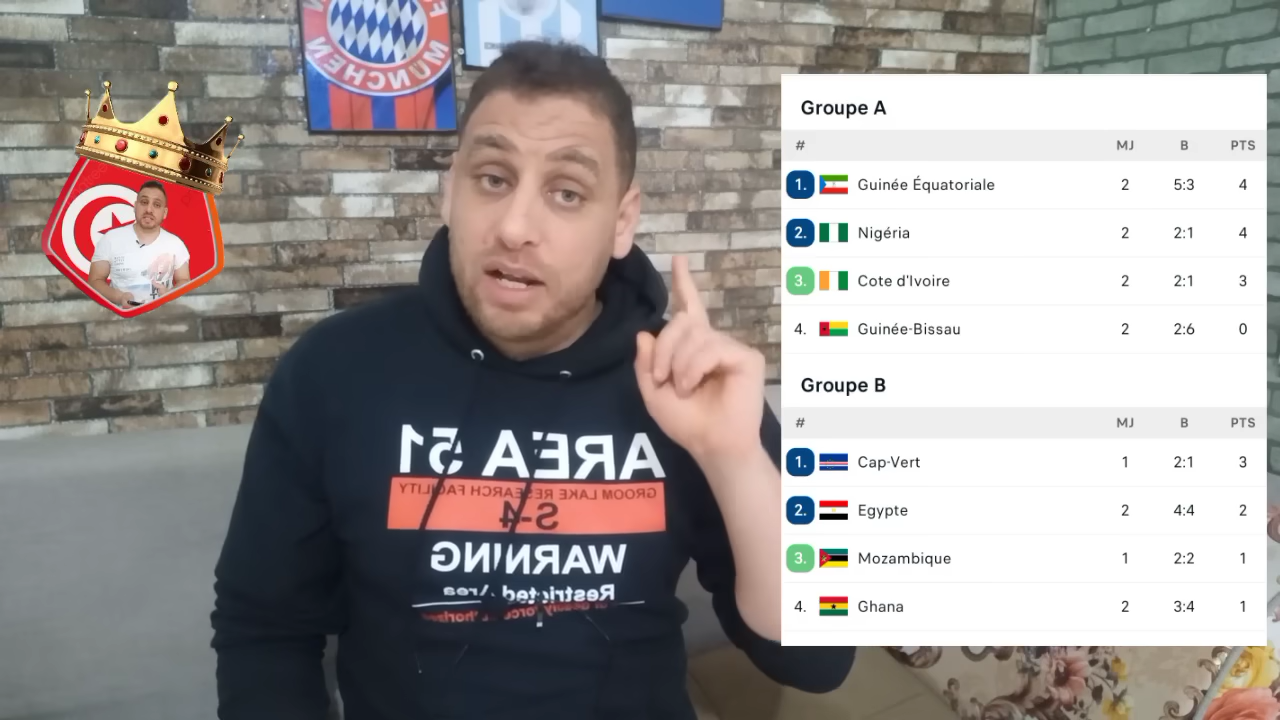 MÜNCHEN
AREA 51
GROOM LAKE RESEARCH FACILITY
S-4
WARNING
Restricted Area
Groupe A
# MJ B PTS
1. Guinée Équatoriale 2 5:3 4
2. Nigéria 2 2:1 4
3. Cote d'Ivoire 2 2:1 3
4. Guinée-Bissau 2 2:6 0
Groupe B
# MJ B PTS
1. Cap-Vert 1 2:1 3
2. Egypte 2 4:4 2
3. Mozambique 1 2:2 1
4. Ghana 2 3:4 1